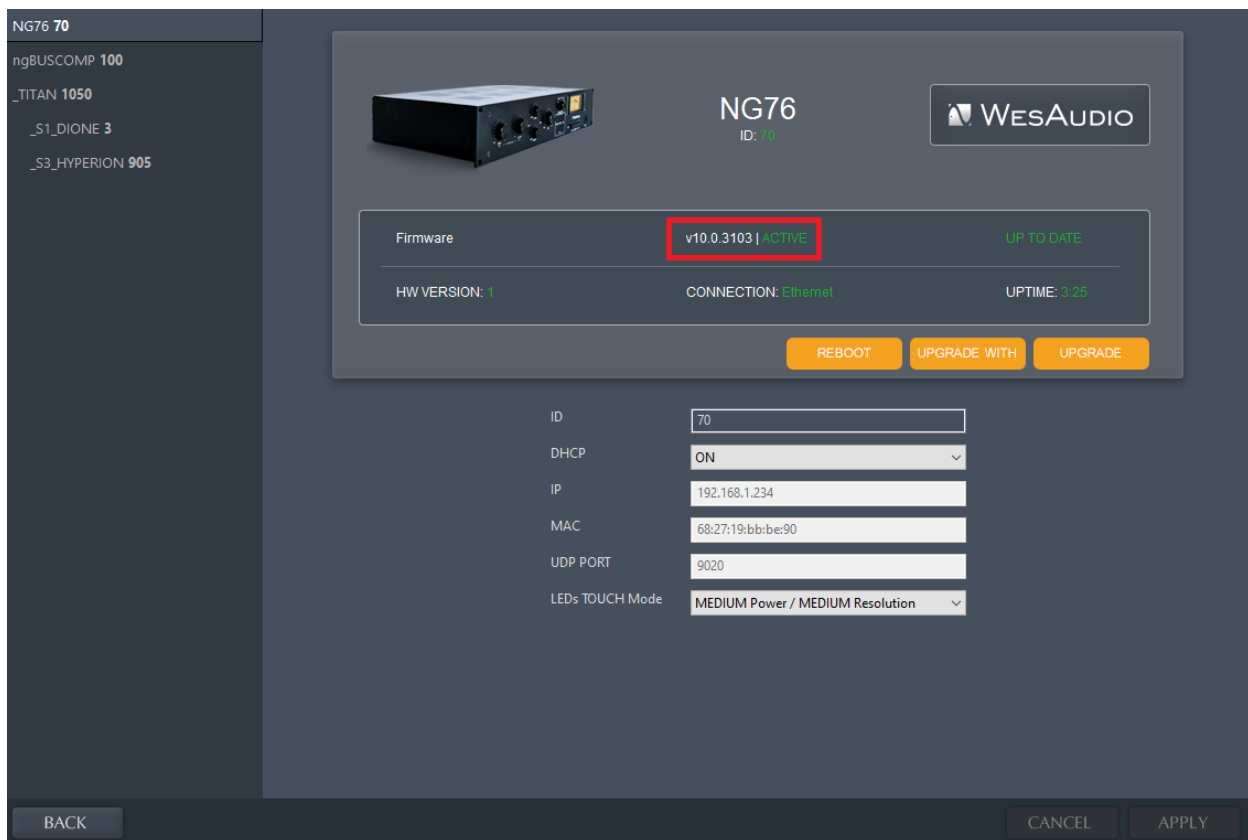 NG76 70
ngBUSCOMP 100
_TITAN 1050
_S1_DIONE 3
_S3_HYPERION 905
NG76
ID: 70
WESAUDIO
Firmware
v10.0.3103 | ACTIVE
UP TO DATE
HW VERSION: 1
CONNECTION: Ethernet
UPTIME: 3:25
REBOOT
UPGRADE WITH
UPGRADE
ID
70
DHCP
ON
IP
192.168.1.234
MAC
68:27:19:bb:be:90
UDP PORT
9020
LEDs TOUCH Mode
MEDIUM Power / MEDIUM Resolution
BACK
CANCEL
APPLY